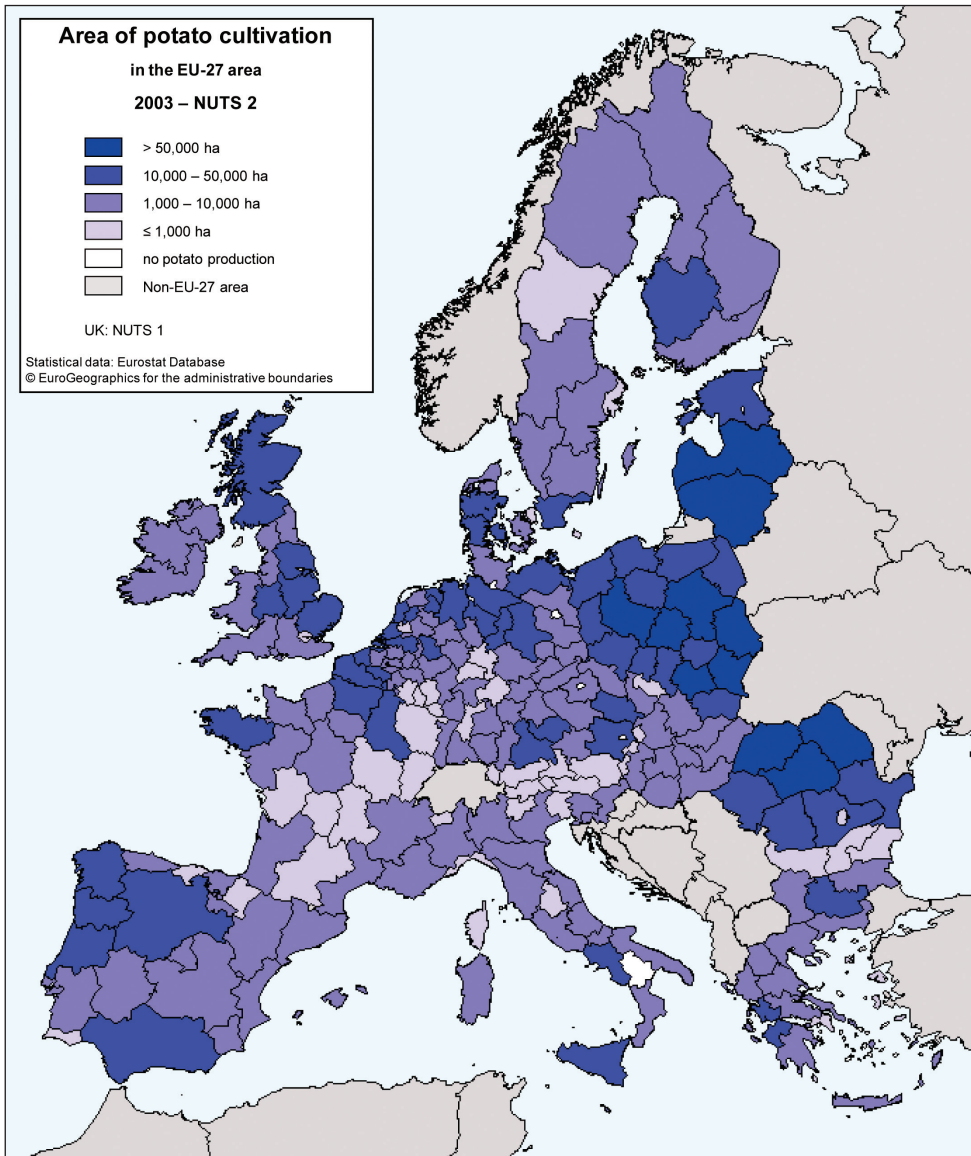 Area of potato cultivation
in the EU-27 area
2003 – NUTS 2
> 50,000 ha
10,000 – 50,000 ha
1,000 – 10,000 ha
≤ 1,000 ha
no potato production
Non-EU-27 area
UK: NUTS 1
Statistical data: Eurostat Database
© EuroGeographics for the administrative boundaries